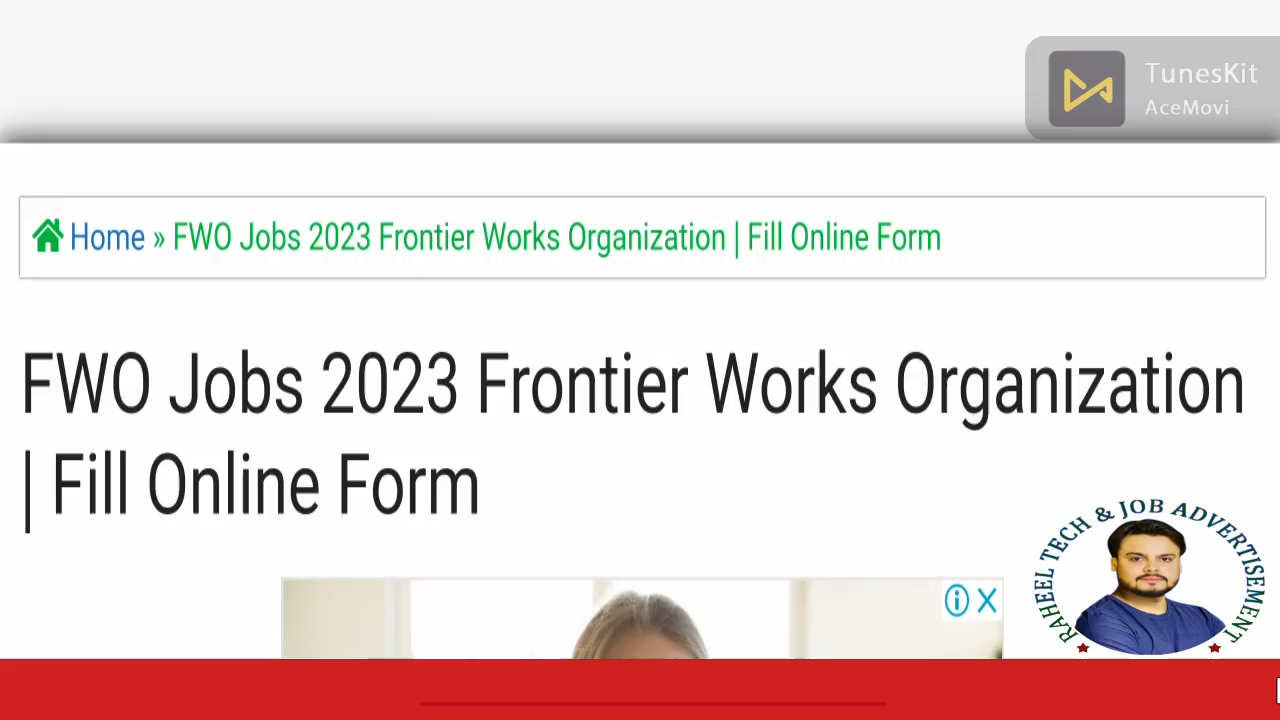 TunesKit
AceMovi
Home » FWO Jobs 2023 Frontier Works Organization | Fill Online Form
FWO Jobs 2023 Frontier Works Organization
| Fill Online Form
RAHEEL TECH & JOB ADVERTISEMENT